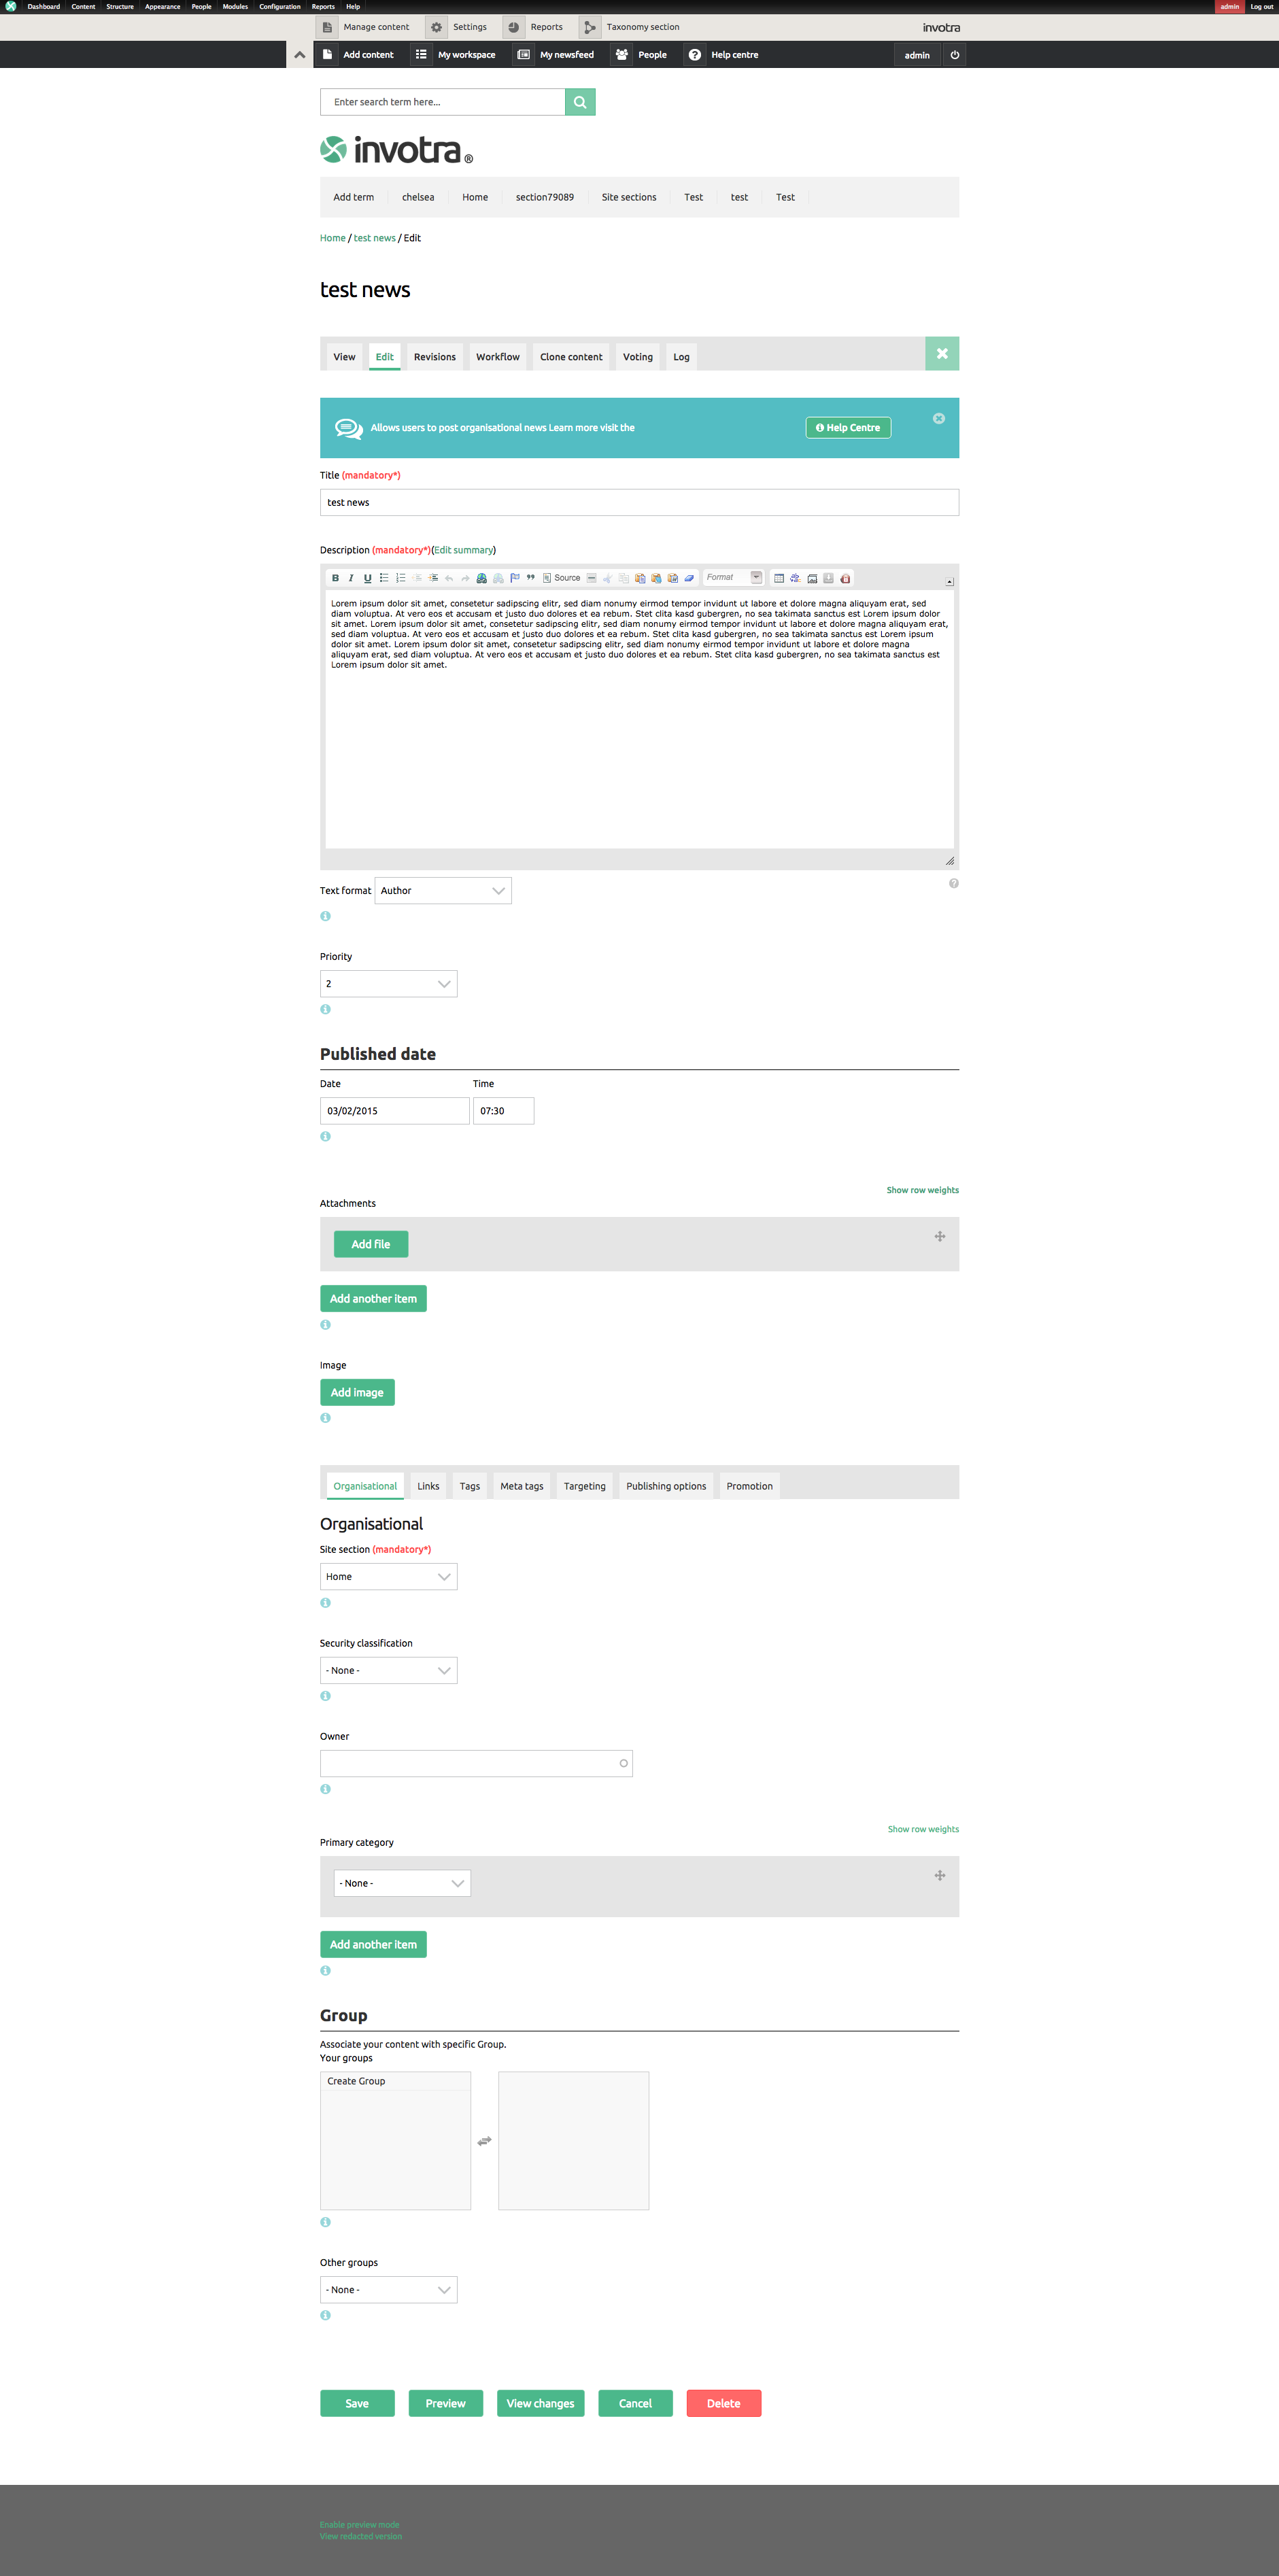 Dashboard Content Structure Appearance People Modules Configuration Reports Help admin Log out
Manage content Settings Reports Taxonomy section invotra
Add content My workspace My newsfeed People Help centre admin
Enter search term here...
invotra ®
Add term chelsea Home section79089 Site sections Test test Test
Home / test news / Edit
test news
View Edit Revisions Workflow Clone content Voting Log
Allows users to post organisational news Learn more visit the Help Centre
Title (mandatory*)
test news
Description (mandatory*)(Edit summary)
B I U Source Format
Lorem ipsum dolor sit amet, consetetur sadipscing elitr, sed diam nonumy eirmod tempor invidunt ut labore et dolore magna aliquyam erat, sed
diam voluptua. At vero eos et accusam et justo duo dolores et ea rebum. Stet clita kasd gubergren, no sea takimata sanctus est Lorem ipsum dolor
sit amet. Lorem ipsum dolor sit amet, consetetur sadipscing elitr, sed diam nonumy eirmod tempor invidunt ut labore et dolore magna aliquyam erat,
sed diam voluptua. At vero eos et accusam et justo duo dolores et ea rebum. Stet clita kasd gubergren, no sea takimata sanctus est Lorem ipsum
dolor sit amet. Lorem ipsum dolor sit amet, consetetur sadipscing elitr, sed diam nonumy eirmod tempor invidunt ut labore et dolore magna
aliquyam erat, sed diam voluptua. At vero eos et accusam et justo duo dolores et ea rebum. Stet clita kasd gubergren, no sea takimata sanctus est
Lorem ipsum dolor sit amet.
Text format Author
Priority
2
Published date
Date Time
03/02/2015 07:30
Show row weights
Attachments
Add file
Add another item
Image
Add image
Organisational Links Tags Meta tags Targeting Publishing options Promotion
Organisational
Site section (mandatory*)
Home
Security classification
- None -
Owner
Show row weights
Primary category
- None -
Add another item
Group
Associate your content with specific Group.
Your groups
Create Group
Other groups
- None -
Save Preview View changes Cancel Delete
Enable preview mode
View redacted version